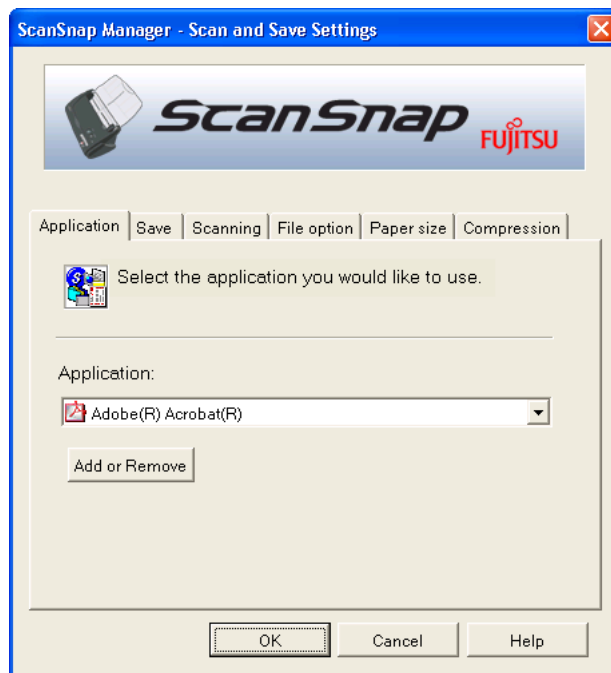 ScanSnap Manager - Scan and Save Settings
ScanSnap
FUJITSU
Application Save Scanning File option Paper size Compression
Select the application you would like to use.
Application:
Adobe(R) Acrobat(R)
Add or Remove
OK Cancel Help